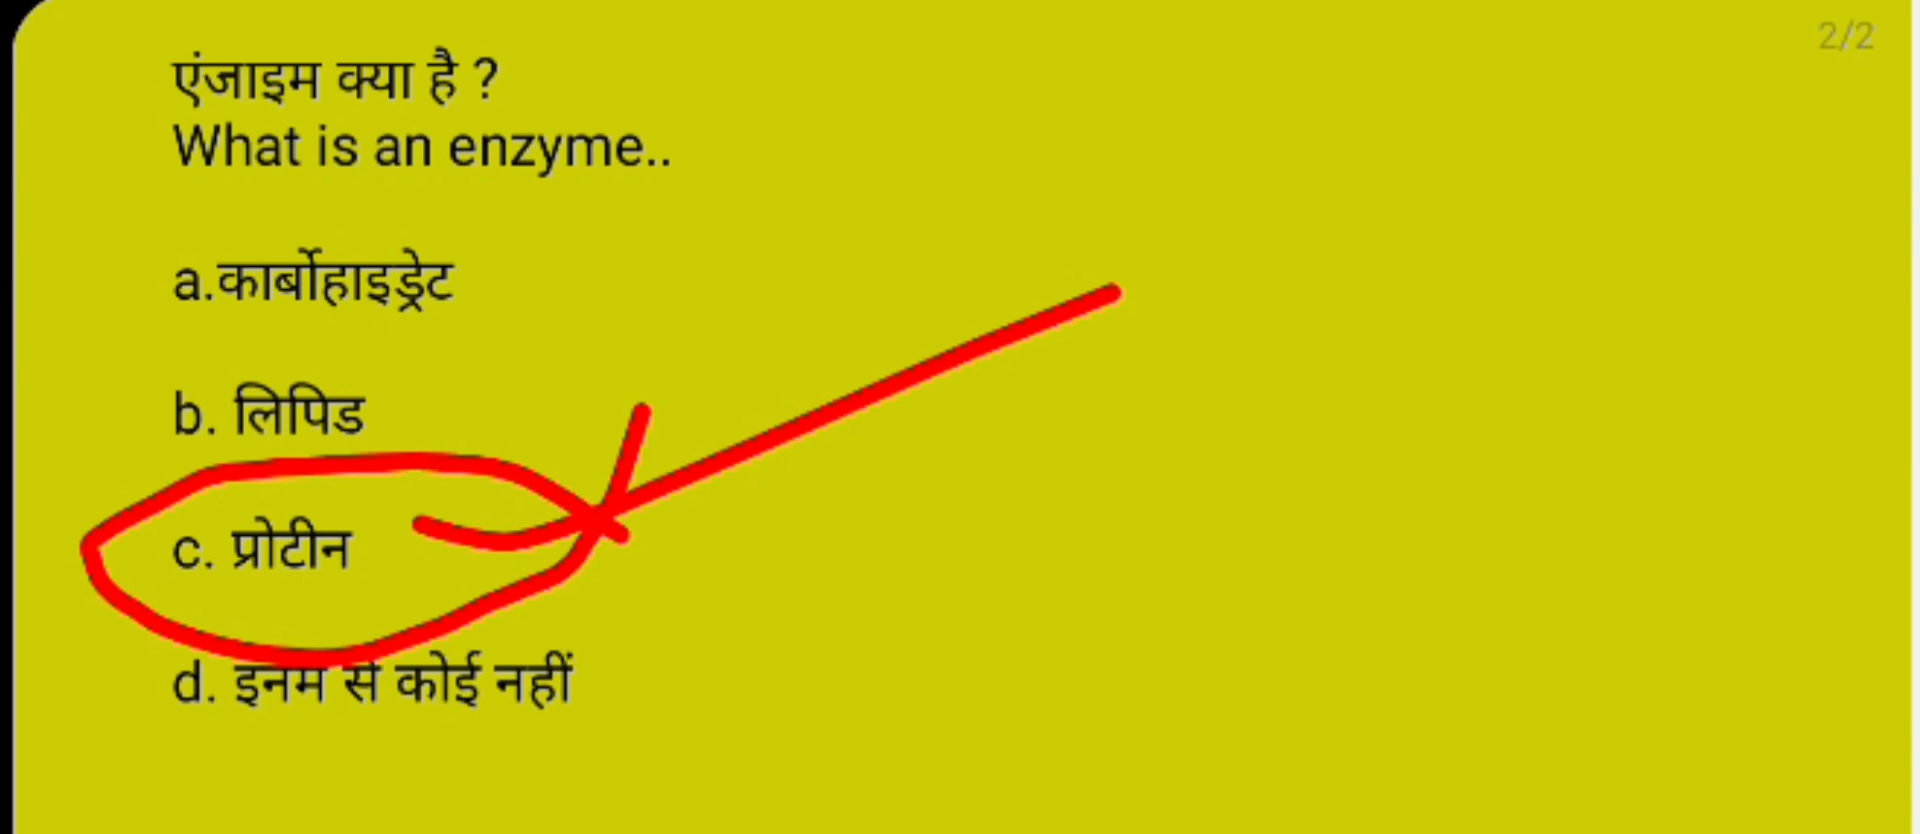 2/2
एंजाइम क्या है ?
What is an enzyme..
a.कार्बोहाइड्रेट
b. लिपिड
c. प्रोटीन
d. इनमे से कोई नहीं